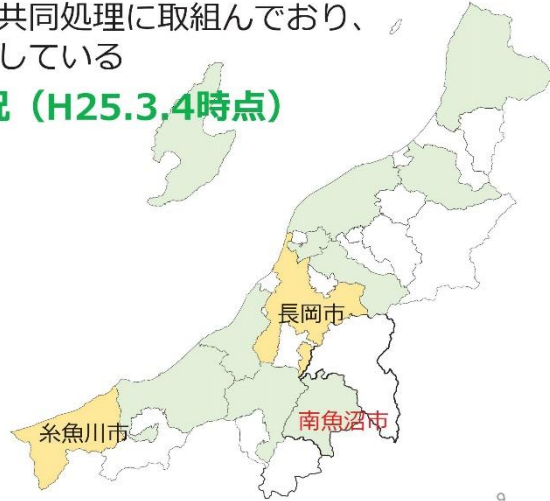 共同処理に取組んでおり、
している
況（H25.3.4時点）
長岡市
南魚沼市
糸魚川市